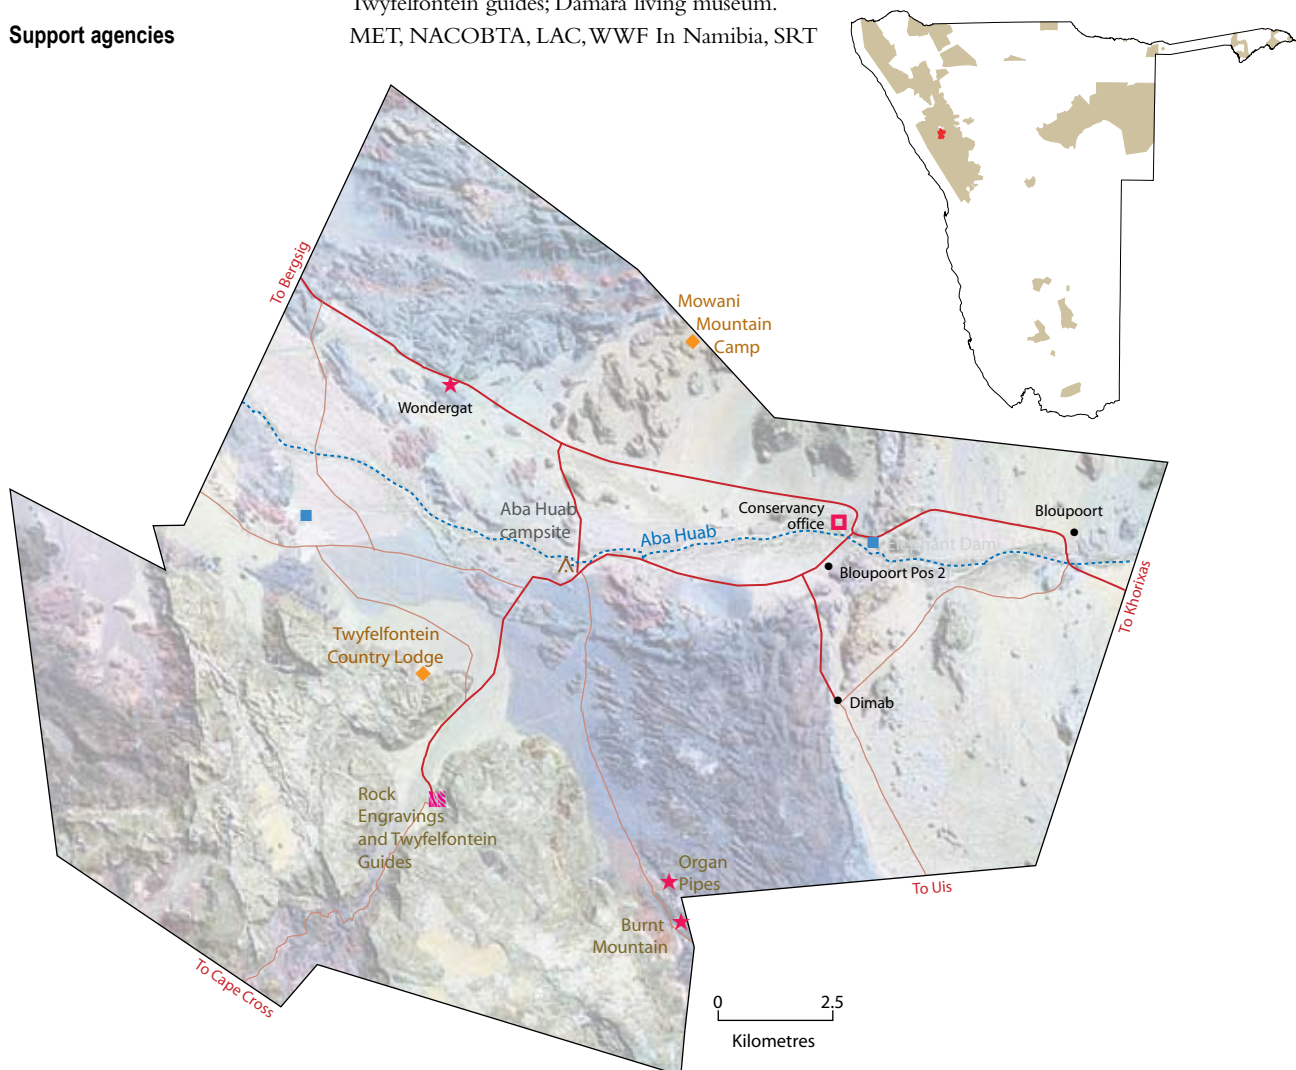 Twyfelfontein guides; Damara living museum.
Support agencies
MET, NACOBTA, LAC, WWF In Namibia, SRT
To Bergsig
Mowani
Mountain
Camp
Wondergat
Aba Huab
campsite
Aba Huab
Conservancy
office
Bloupoort
Dam
Bloupoort Pos 2
To Khorixas
Twyfelfontein
Country Lodge
Dimab
Rock
Engravings
and Twyfelfontein
Guides
Organ
Pipes
To Uis
Burnt
Mountain
To Cape Cross
0 2.5
Kilometres